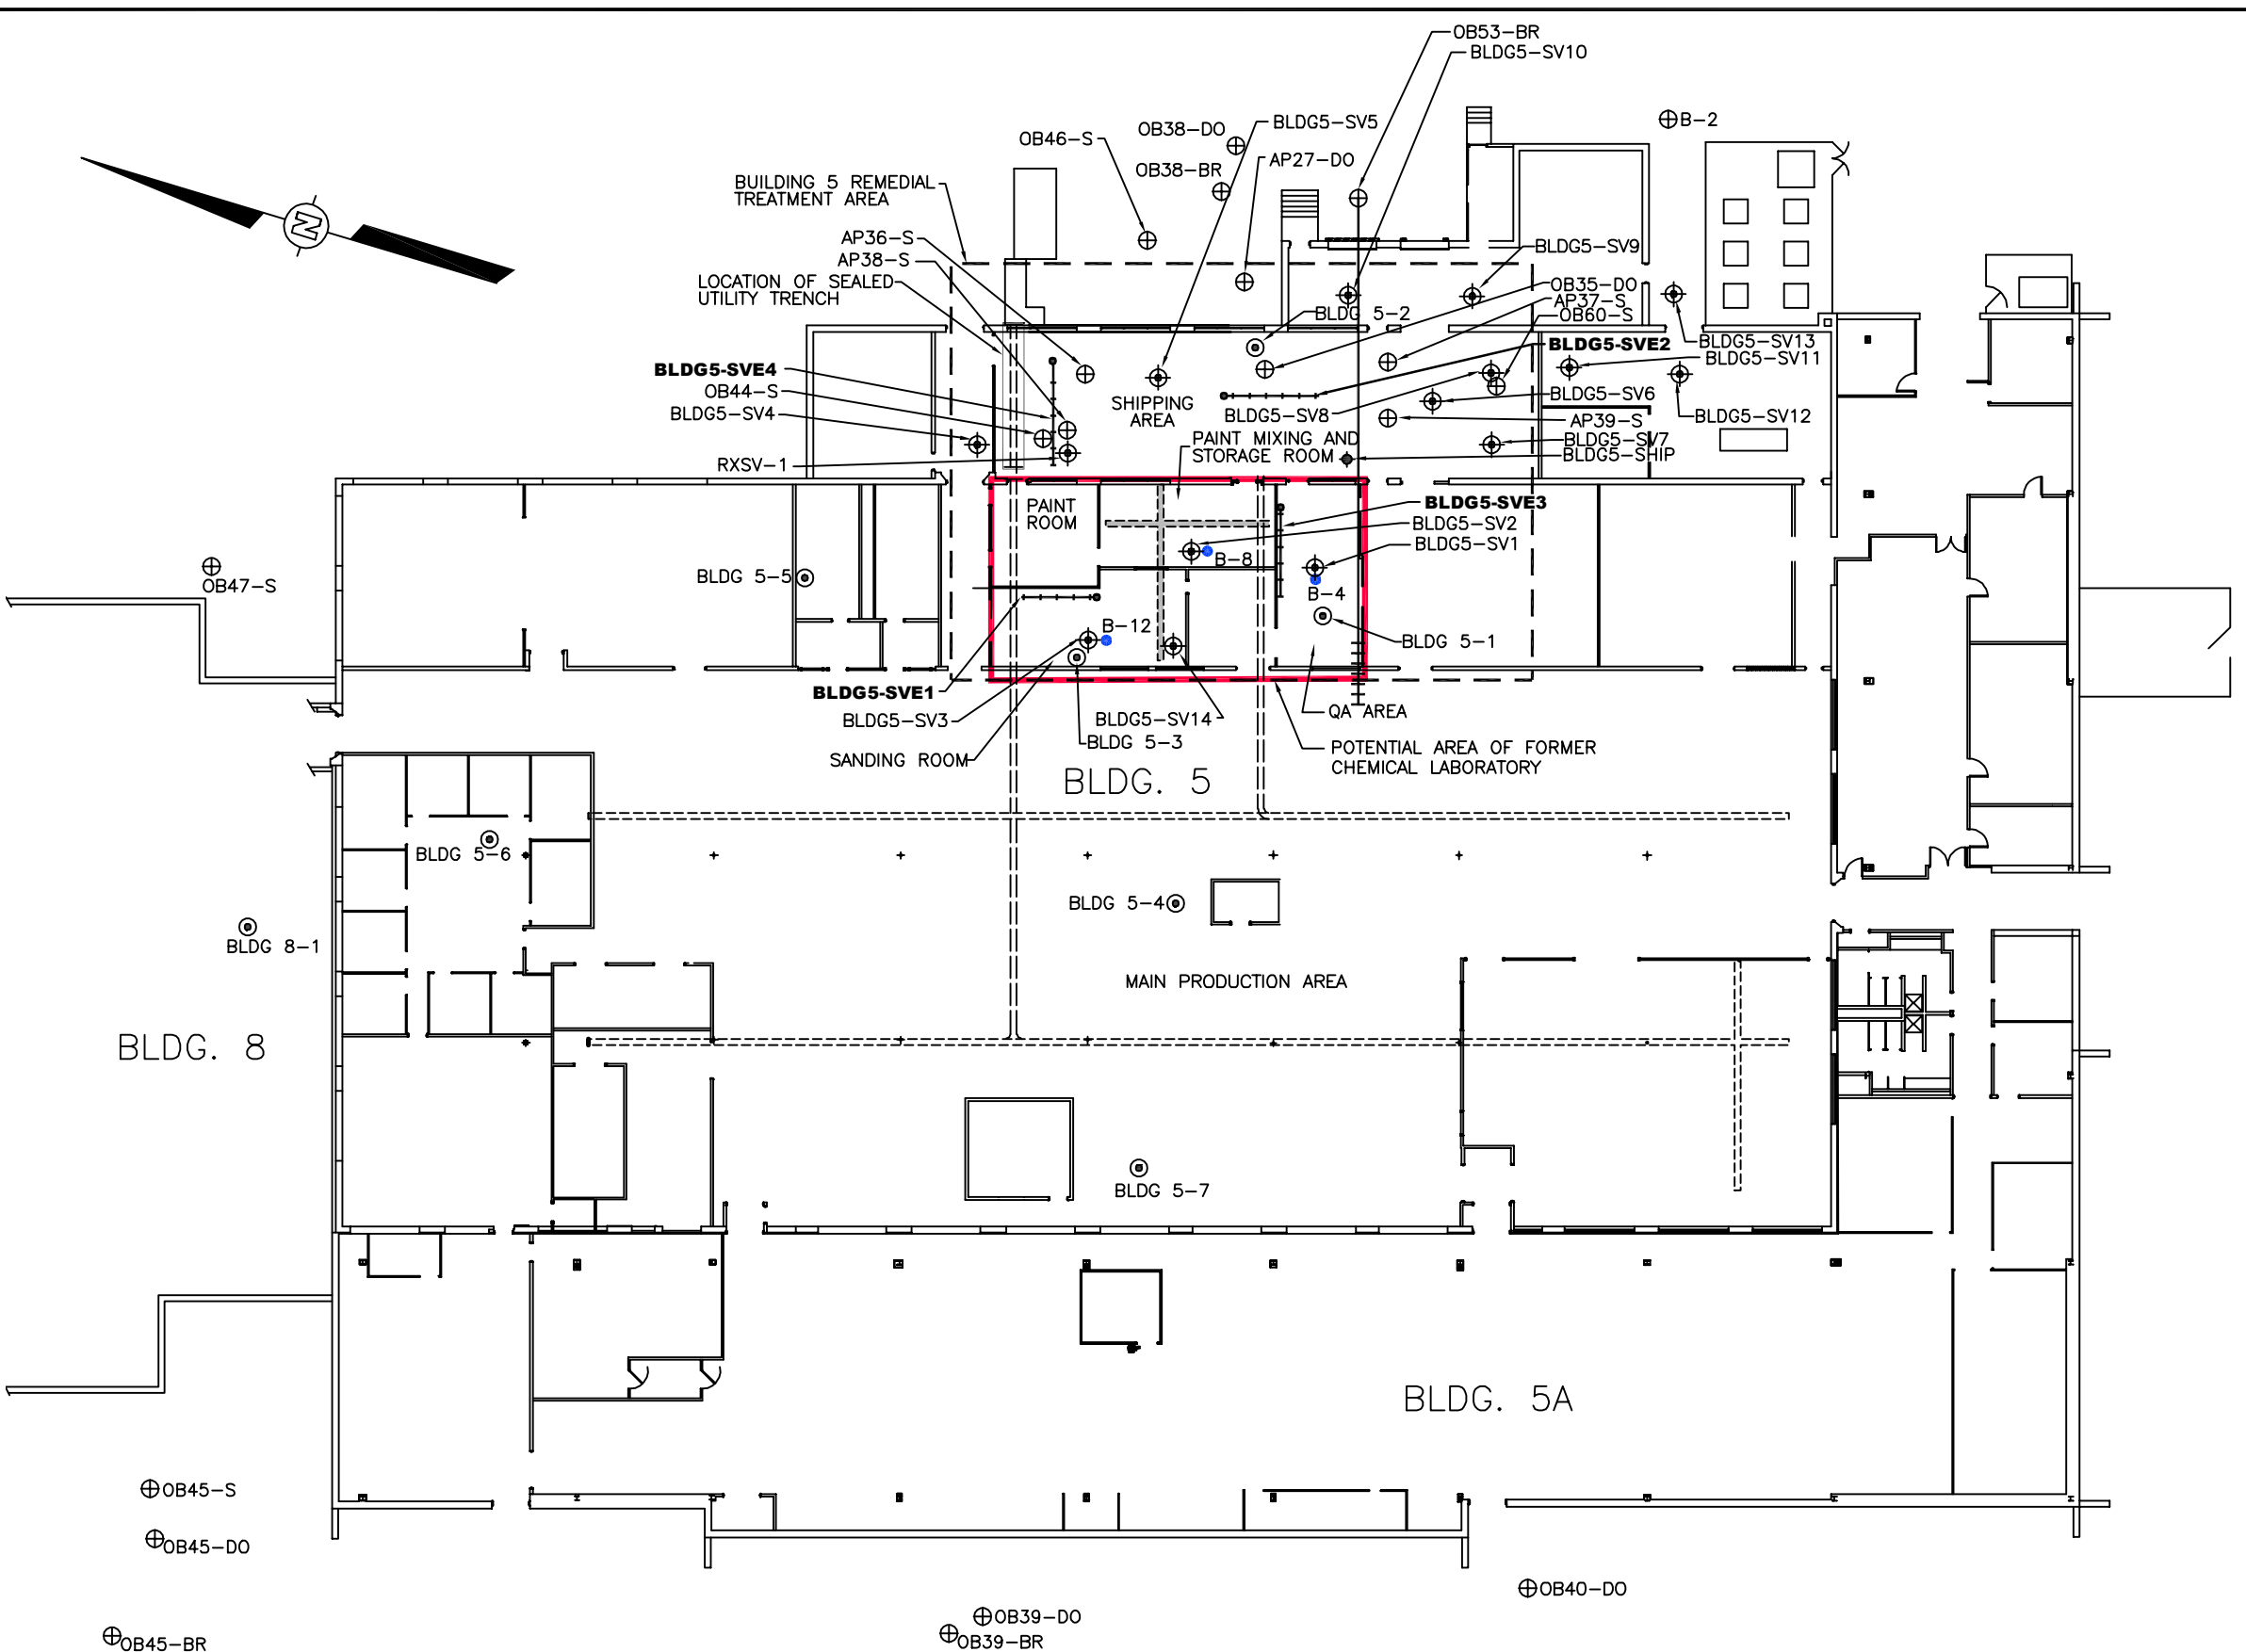 OB53-BR
BLDG5-SV10
BLDG5-SV5
B-2
OB38-DO
OB46-S
AP27-DO
OB38-BR
BUILDING 5 REMEDIAL
TREATMENT AREA
N
AP36-S
BLDG5-SV9
AP38-S
LOCATION OF SEALED
UTILITY TRENCH
OB35-DO
AP37-S
OB60-S
BLDG 5-2
BLDG5-SVE2
BLDG5-SV13
BLDG5-SV11
BLDG5-SVE4
OB44-S
BLDG5-SV4
SHIPPING
AREA
BLDG5-SV8
BLDG5-SV6
BLDG5-SV12
AP39-S
PAINT MIXING AND
STORAGE ROOM
BLDG5-SV7
BLDG5-SHIP
RXSV-1
PAINT
ROOM
BLDG5-SVE3
BLDG5-SV2
BLDG5-SV1
B-8
OB47-S
BLDG 5-5
B-4
B-12
BLDG 5-1
BLDG5-SVE1
BLDG5-SV3
BLDG5-SV14
QA AREA
BLDG 5-3
SANDING ROOM
POTENTIAL AREA OF FORMER
CHEMICAL LABORATORY
BLDG. 5
BLDG 5-6
BLDG 5-4
BLDG 8-1
MAIN PRODUCTION AREA
BLDG. 8
BLDG 5-7
BLDG. 5A
OB45-S
OB45-DO
OB40-DO
OB39-DO
OB45-BR
OB39-BR